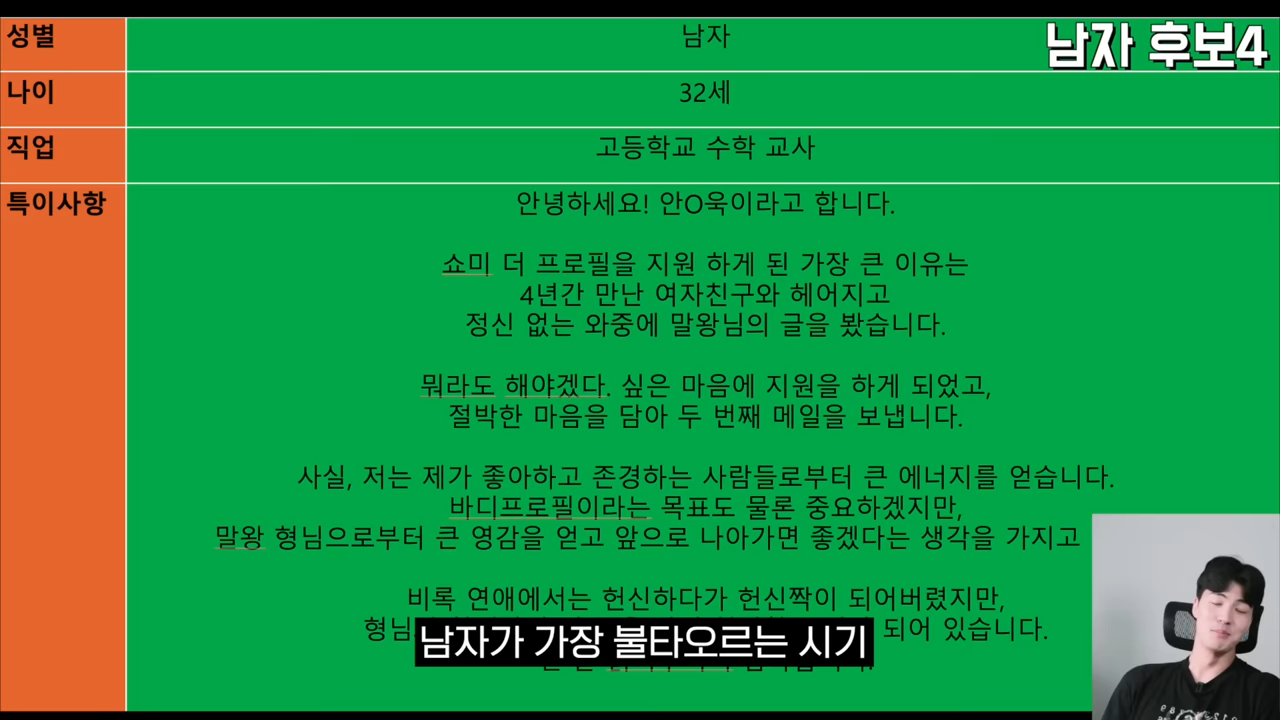 성별
남자
남자 후보4
나이
32세
직업
고등학교 수학 교사
특이사항
안녕하세요! 안O욱이라고 합니다.
쇼미 더 프로필을 지원 하게 된 가장 큰 이유는
4년간 만난 여자친구와 헤어지고
정신 없는 와중에 말왕님의 글을 봤습니다.
뭐라도 해야겠다. 싶은 마음에 지원을 하게 되었고,
절박한 마음을 담아 두 번째 메일을 보냅니다.
사실, 저는 제가 좋아하고 존경하는 사람들로부터 큰 에너지를 얻습니다.
바디프로필이라는 목표도 물론 중요하겠지만,
말왕 형님으로부터 큰 영감을 얻고 앞으로 나아가면 좋겠다는 생각을 가지고
비록 연애에서는 헌신하다가 헌신짝이 되어버렸지만,
형님 되어 있습니다.
남자가 가장 불타오르는 시기